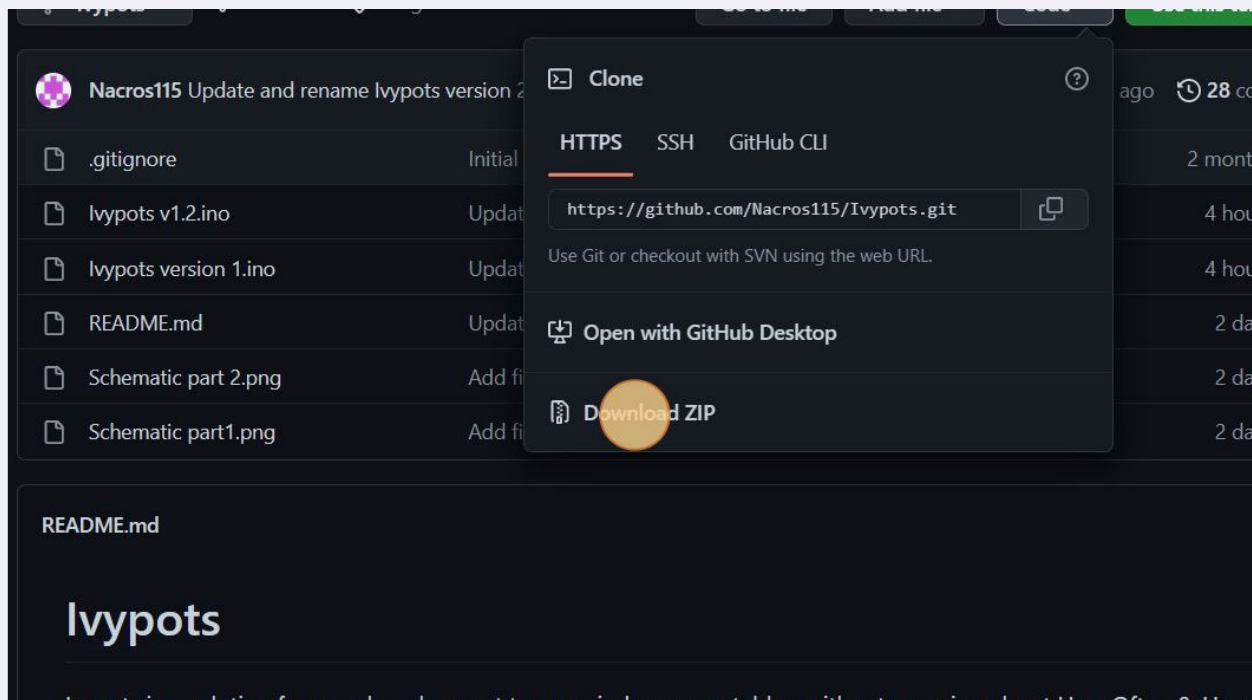 Nacros115 Update and rename Ivypots version 2
ago 28
Clone
HTTPS SSH GitHub CLI
https://github.com/Nacros115/Ivypots.git
Use Git or checkout with SVN using the web URL.
Open with GitHub Desktop
Download ZIP
.gitignore Initial 2 mont
Ivypots v1.2.ino Updat 4 hou
Ivypots version 1.ino Updat 4 hou
README.md Updat 2 da
Schematic part 2.png Add fi 2 da
Schematic part1.png Add fi 2 da
README.md
Ivypots